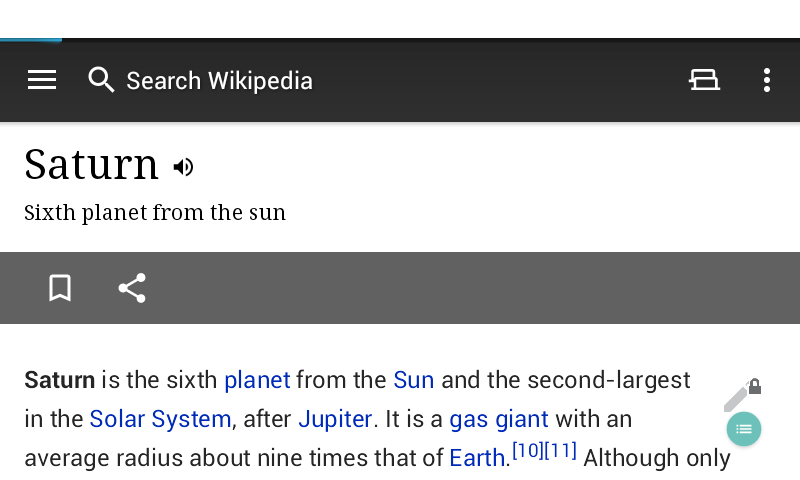 Search Wikipedia
Saturn
Sixth planet from the sun
Saturn is the sixth planet from the Sun and the second-largest
in the Solar System, after Jupiter. It is a gas giant with an
average radius about nine times that of Earth.[10][11] Although only